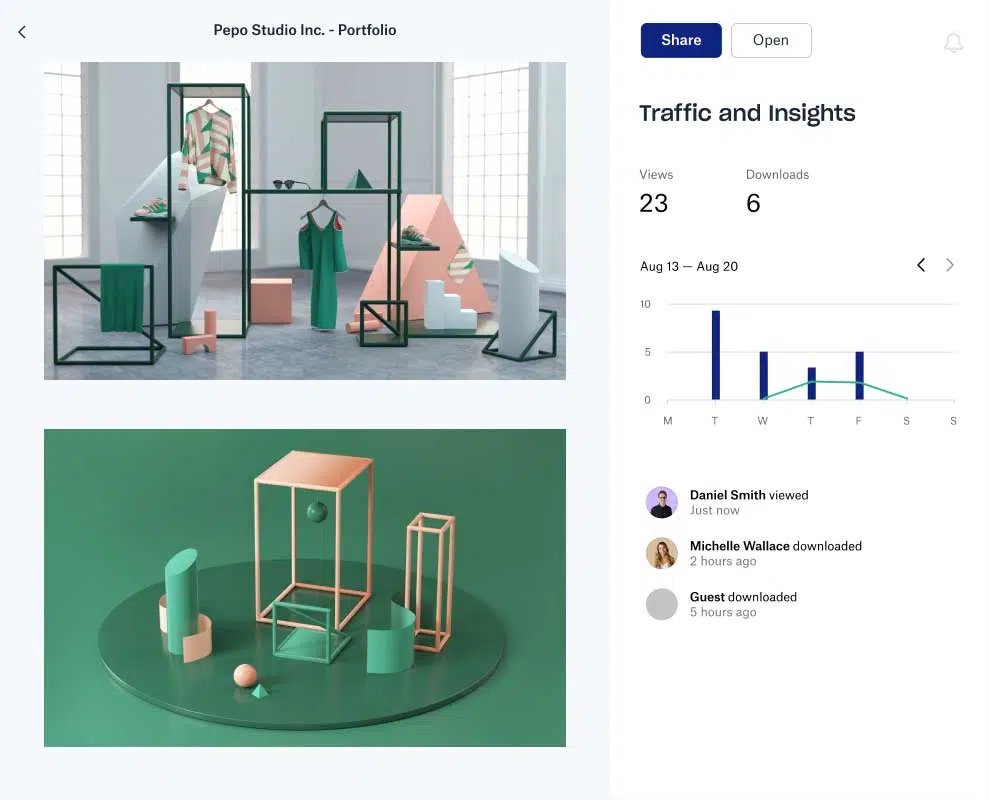 Pepo Studio Inc. - Portfolio
Share
Open
Traffic and Insights
Views
Downloads
23
6
Aug 13 — Aug 20
10
5
0
M T W T F S S
Daniel Smith viewed
Just now
Michelle Wallace downloaded
2 hours ago
Guest downloaded
5 hours ago